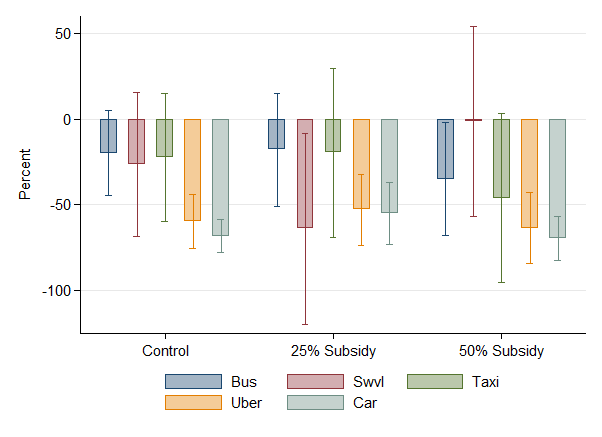 50
0
-50
-100
Percent
Control 25% Subsidy 50% Subsidy
Bus Swvl Taxi
Uber Car